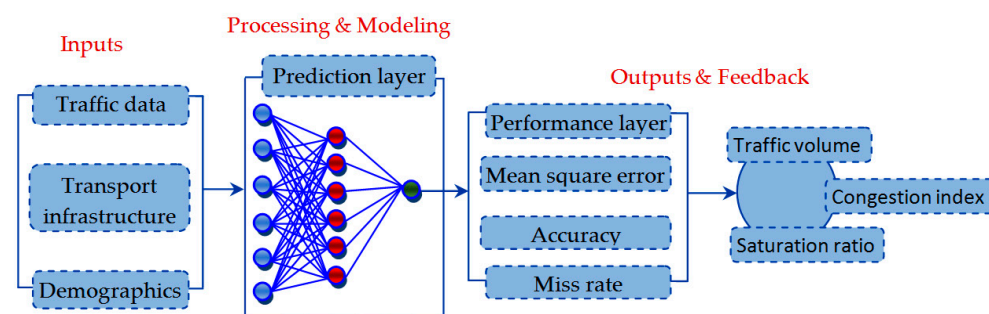 Inputs
Traffic data
Transport
infrastructure
Demographics
Processing & Modeling
Prediction layer
Outputs & Feedback
Performance layer
Mean square error
Accuracy
Miss rate
Traffic volume
Congestion index
Saturation ratio